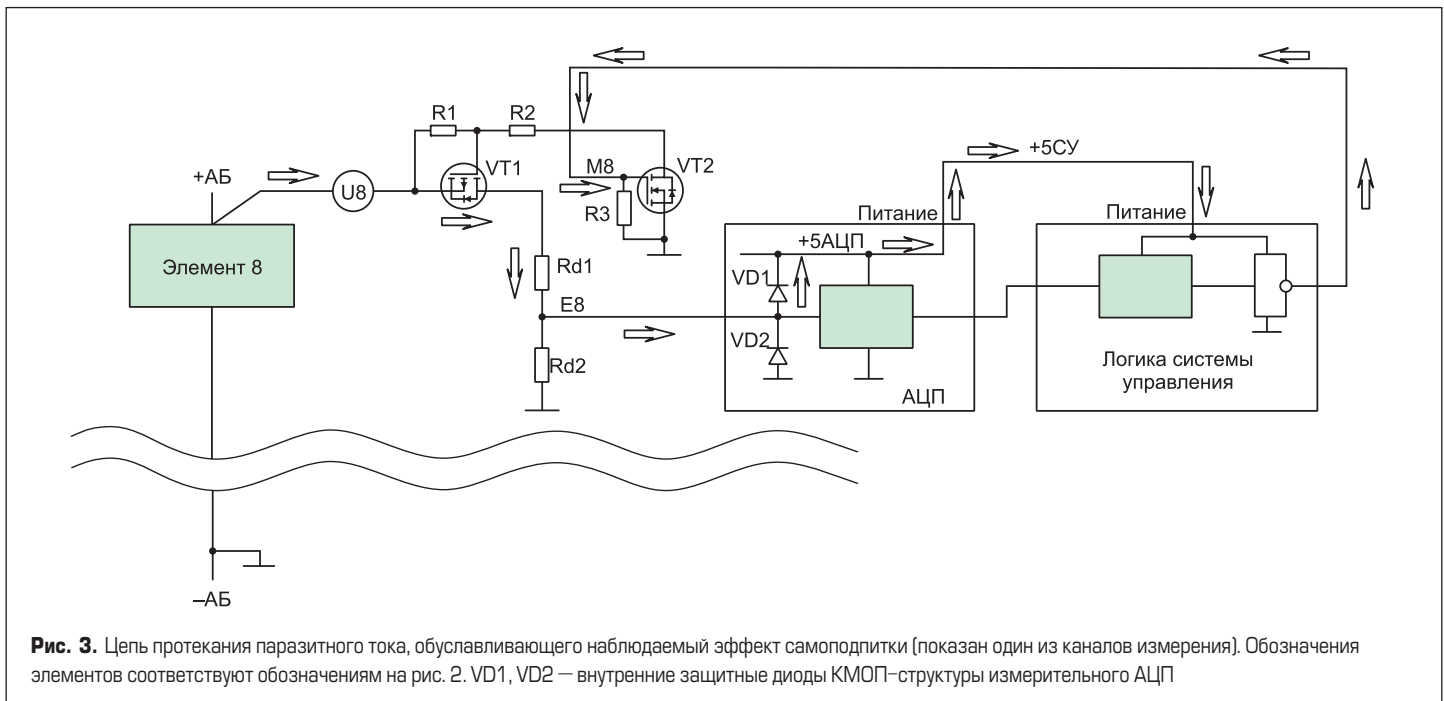 R1
R2
VT1
M8
VT2
+5СУ
+АБ
U8
R3
Питание
Питание
+5АЦП
Элемент 8
Rd1
VD1
E8
VD2
Rd2
Логика системы
управления
АЦП
–АБ
Рис. 3. Цепь протекания паразитного тока, обуславливающего наблюдаемый эффект самоподпитки (показан один из каналов измерения). Обозначения
элементов соответствуют обозначениям на рис. 2. VD1, VD2 — внутренние защитные диоды КМОП-структуры измерительного АЦП